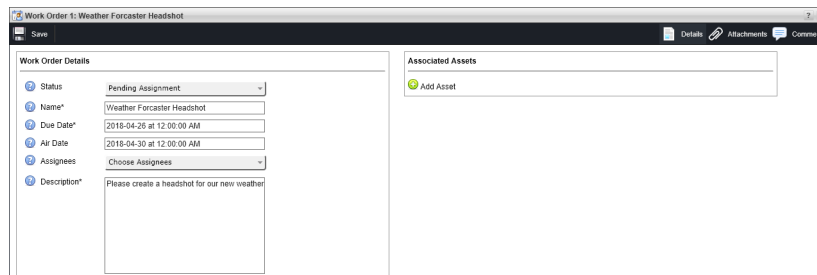 Work Order 1: Weather Forcaster Headshot
?
Save
Details
Attachments
Comme
Work Order Details
Associated Assets
? Status Pending Assignment
Add Asset
? Name* Weather Forcaster Headshot
? Due Date* 2018-04-26 at 12:00:00 AM
? Air Date 2018-04-30 at 12:00:00 AM
? Assignees Choose Assignees
? Description* Please create a headshot for our new weather